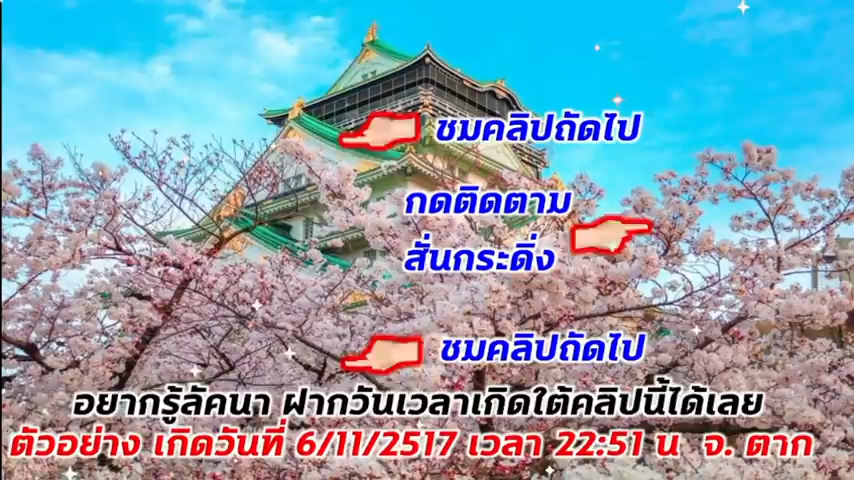 ชมคลิปถัดไป
กดติดตาม
สั่นกระดิ่ง
ชมคลิปถัดไป
อยากรู้ลัคนา ฝากวันเวลาเกิดใต้คลิปนี้ได้เลย
ตัวอย่าง เกิดวันที่ 6/11/2517 เวลา 22:51 น จ. ตาก